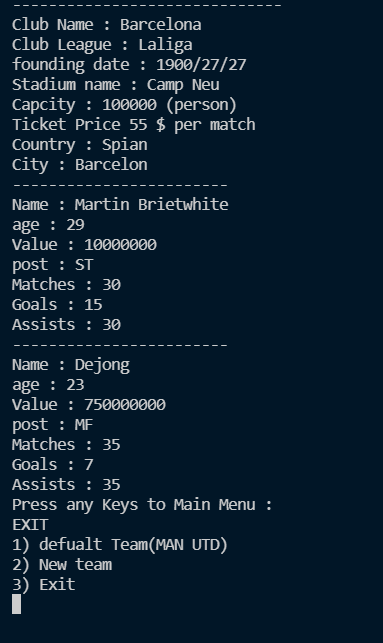 ------------------------------
Club Name : Barcelona
Club League : Laliga
founding date : 1900/27/27
Stadium name : Camp Neu
Capcity : 100000 (person)
Ticket Price 55 $ per match
Country : Spian
City : Barcelon
------------------------
Name : Martin Brietwhite
age : 29
Value : 10000000
post : ST
Matches : 30
Goals : 15
Assists : 30
------------------------
Name : Dejong
age : 23
Value : 750000000
post : MF
Matches : 35
Goals : 7
Assists : 35
Press any Keys to Main Menu :
EXIT
1) defualt Team(MAN UTD)
2) New team
3) Exit